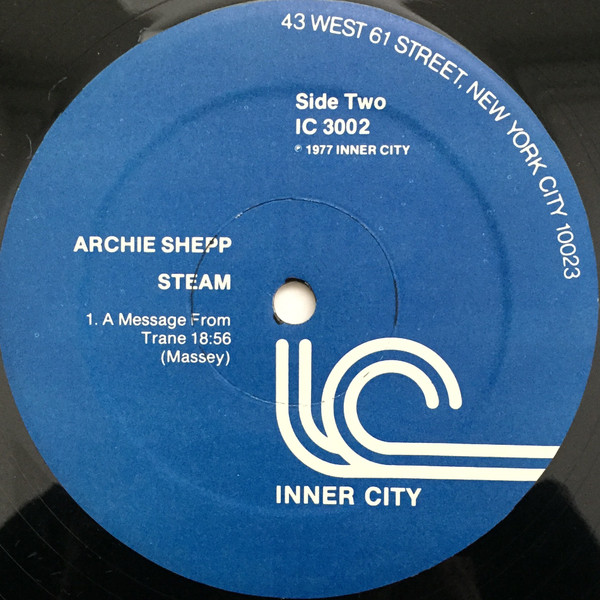 43 WEST 61 STREET, NEW YORK CITY 10023
Side Two
IC 3002
℗ 1977 INNER CITY
ARCHIE SHEPP
STEAM
1. A Message From
Trane 18:56
(Massey)
IC
INNER CITY